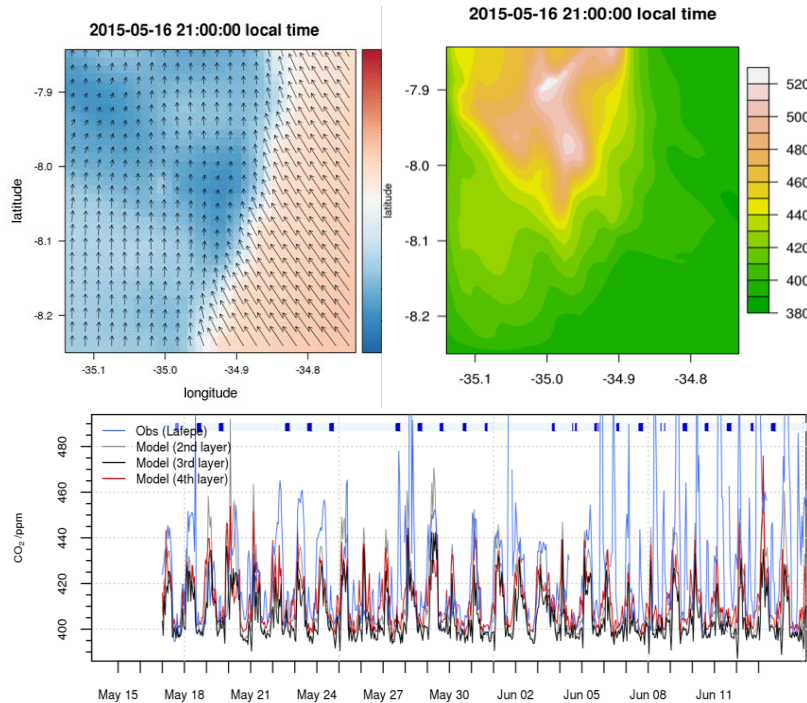 2015-05-16 21:00:00 local time
latitude
-7.9
-8.0
-8.1
-8.2
-35.1
-35.0
-34.9
-34.8
longitude
2015-05-16 21:00:00 local time
latitude
-7.9
-8.0
-8.1
-8.2
-35.1
-35.0
-34.9
-34.8
520
500
480
460
440
420
400
380
CO2 /ppm
480
460
440
420
400
Obs (Lafepe)
Model (2nd layer)
Model (3rd layer)
Model (4th layer)
May 15
May 18
May 21
May 24
May 27
May 30
Jun 02
Jun 05
Jun 08
Jun 11